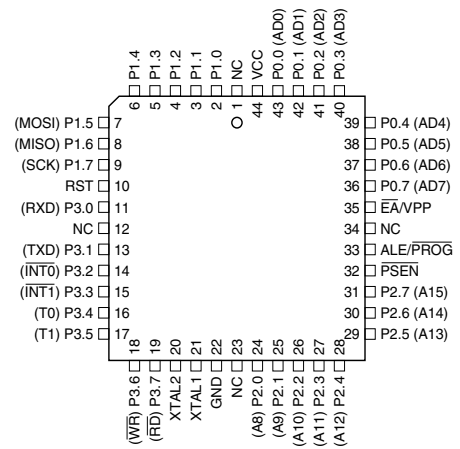 P1.4
P1.3
P1.2
P1.1
P1.0
NC
VCC
P0.0 (AD0)
P0.1 (AD1)
P0.2 (AD2)
P0.3 (AD3)
6
5
4
3
2
1
44
43
42
41
40
(MOSI) P1.5 7
(MISO) P1.6 8
(SCK) P1.7 9
RST 10
(RXD) P3.0 11
NC 12
(TXD) P3.1 13
(INT0) P3.2 14
(INT1) P3.3 15
(T0) P3.4 16
(T1) P3.5 17
39 P0.4 (AD4)
38 P0.5 (AD5)
37 P0.6 (AD6)
36 P0.7 (AD7)
35 EA/VPP
34 NC
33 ALE/PROG
32 PSEN
31 P2.7 (A15)
30 P2.6 (A14)
29 P2.5 (A13)
18
19
20
21
22
23
24
25
26
27
28
(WR) P3.6
(RD) P3.7
XTAL2
XTAL1
GND
NC
(A8) P2.0
(A9) P2.1
(A10) P2.2
(A11) P2.3
(A12) P2.4